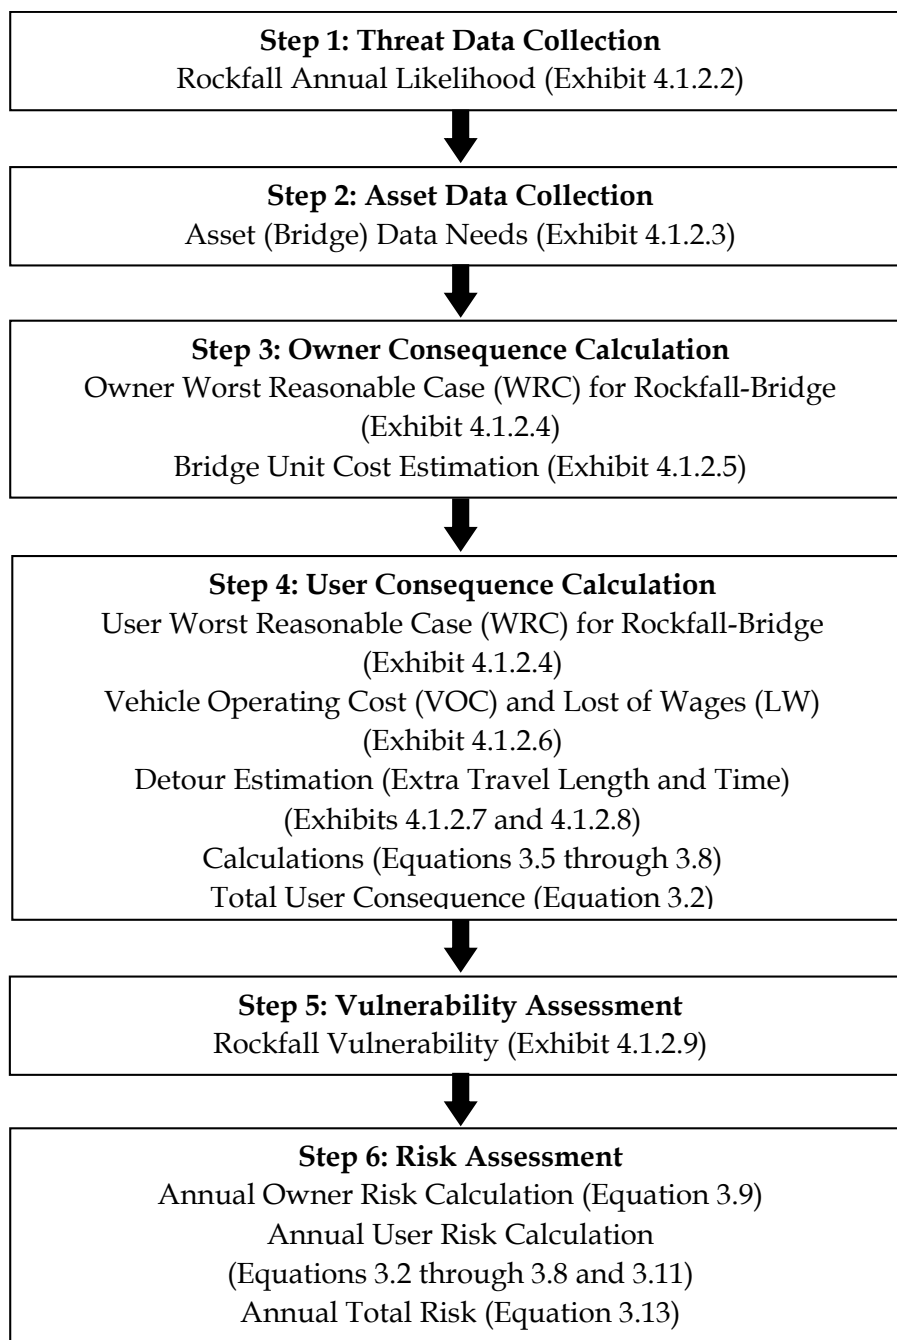 Step 1: Threat Data Collection
Rockfall Annual Likelihood (Exhibit 4.1.2.2)
Step 2: Asset Data Collection
Asset (Bridge) Data Needs (Exhibit 4.1.2.3)
Step 3: Owner Consequence Calculation
Owner Worst Reasonable Case (WRC) for Rockfall-Bridge
(Exhibit 4.1.2.4)
Bridge Unit Cost Estimation (Exhibit 4.1.2.5)
Step 4: User Consequence Calculation
User Worst Reasonable Case (WRC) for Rockfall-Bridge
(Exhibit 4.1.2.4)
Vehicle Operating Cost (VOC) and Lost of Wages (LW)
(Exhibit 4.1.2.6)
Detour Estimation (Extra Travel Length and Time)
(Exhibits 4.1.2.7 and 4.1.2.8)
Calculations (Equations 3.5 through 3.8)
Total User Consequence (Equation 3.2)
Step 5: Vulnerability Assessment
Rockfall Vulnerability (Exhibit 4.1.2.9)
Step 6: Risk Assessment
Annual Owner Risk Calculation (Equation 3.9)
Annual User Risk Calculation
(Equations 3.2 through 3.8 and 3.11)
Annual Total Risk (Equation 3.13)